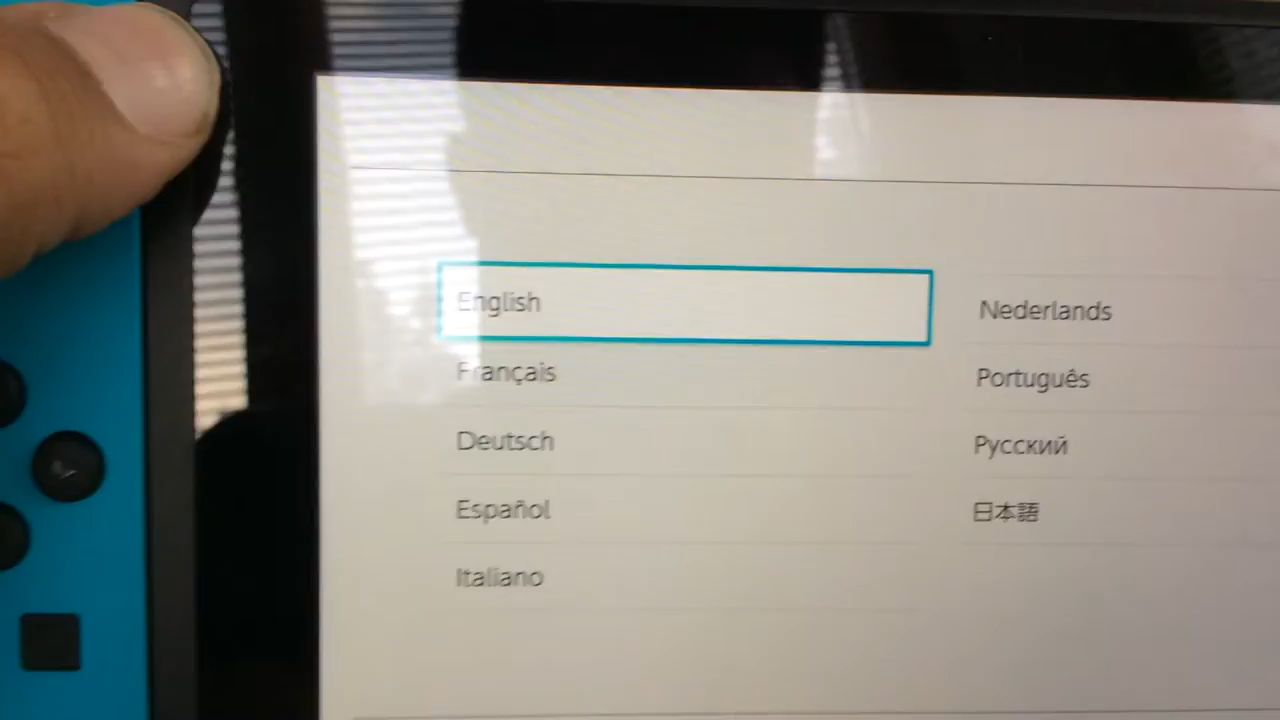 English
Français
Deutsch
Español
Italiano
Nederlands
Português
Русский
日本語